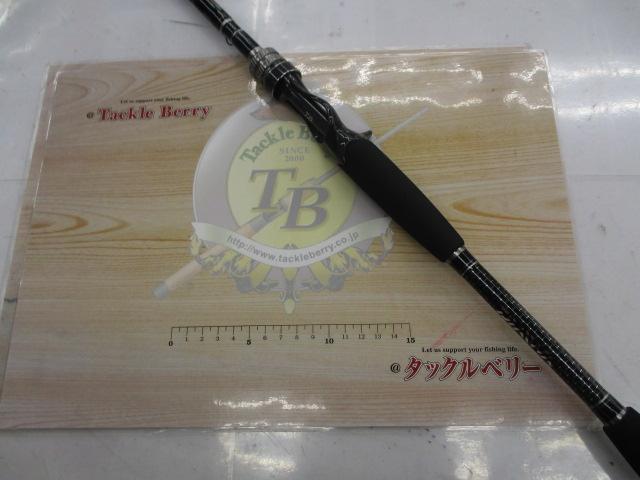 Let us support your fishing life.
@ Tackle Berry
Tackle Be
SINCE
2000
TB
http://www.tackleberry.co.jp
0 1 2 3 4 5 6 7 8 9 10 11 12 13 14 15
Let us support your fishing life.
@ タックルベリー